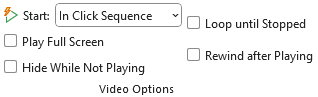 Start: In Click Sequence
Loop until Stopped
Play Full Screen
Rewind after Playing
Hide While Not Playing
Video Options